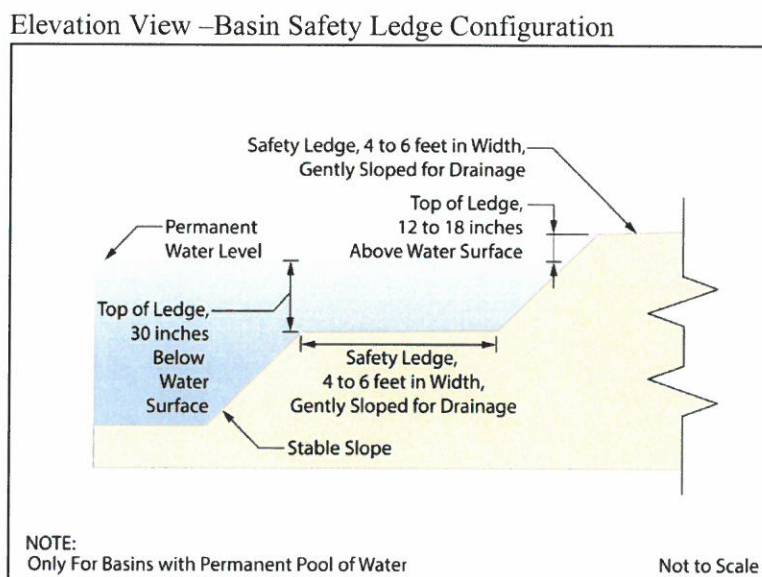 Elevation View –Basin Safety Ledge Configuration
Safety Ledge, 4 to 6 feet in Width,
Gently Sloped for Drainage
Top of Ledge,
12 to 18 inches
Above Water Surface
Permanent
Water Level
Top of Ledge,
30 inches
Below
Water
Surface
Safety Ledge,
4 to 6 feet in Width,
Gently Sloped for Drainage
Stable Slope
NOTE:
Only For Basins with Permanent Pool of Water
Not to Scale